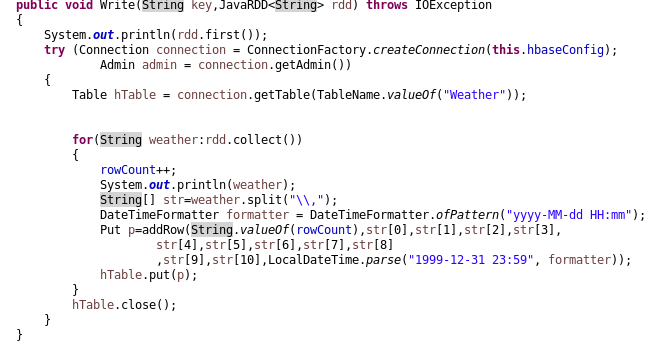 public void Write(String key,JavaRDD<String> rdd) throws IOException
{
System.out.println(rdd.first());
try (Connection connection = ConnectionFactory.createConnection(this.hbaseConfig);
Admin admin = connection.getAdmin())
{
Table hTable = connection.getTable(TableName.valueOf("Weather"));
for(String weather:rdd.collect())
{
rowCount++;
System.out.println(weather);
String[] str=weather.split("\\,");
DateTimeFormatter formatter = DateTimeFormatter.ofPattern("yyyy-MM-dd HH:mm");
Put p=addRow(String.valueOf(rowCount),str[0],str[1],str[2],str[3],
str[4],str[5],str[6],str[7],str[8]
,str[9],str[10],LocalDateTime.parse("1999-12-31 23:59", formatter));
hTable.put(p);
}
hTable.close();
}
}